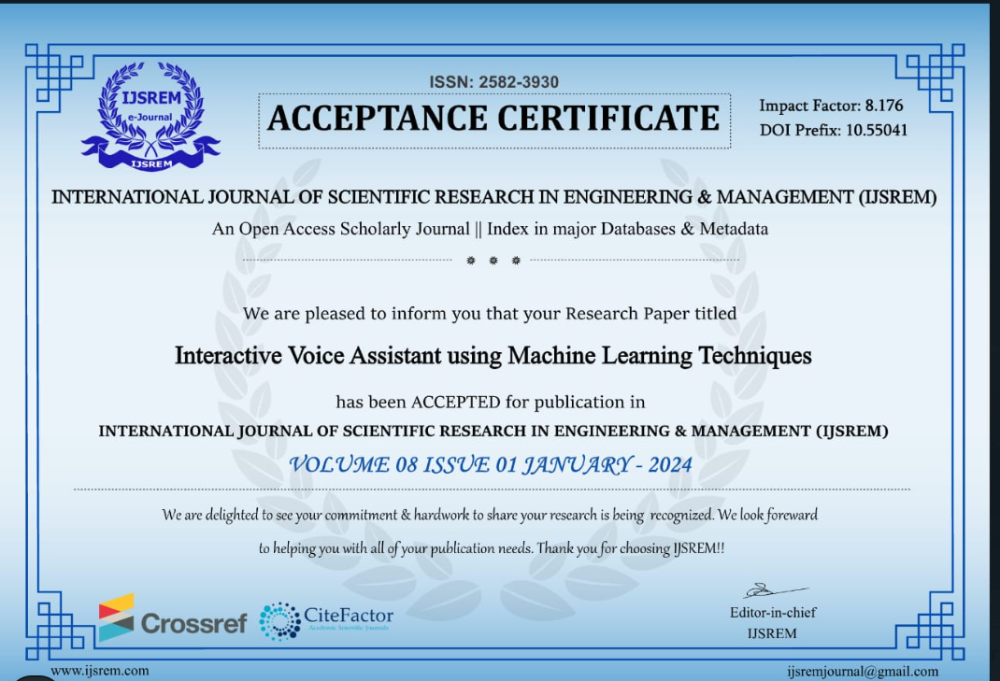 IJSREM
e-Journal
IJSREM
ISSN: 2582-3930
ACCEPTANCE CERTIFICATE
Impact Factor: 8.176
DOI Prefix: 10.55041
INTERNATIONAL JOURNAL OF SCIENTIFIC RESEARCH IN ENGINEERING & MANAGEMENT (IJSREM)
An Open Access Scholarly Journal || Index in major Databases & Metadata
We are pleased to inform you that your Research Paper titled
Interactive Voice Assistant using Machine Learning Techniques
has been ACCEPTED for publication in
INTERNATIONAL JOURNAL OF SCIENTIFIC RESEARCH IN ENGINEERING & MANAGEMENT (IJSREM)
VOLUME 08 ISSUE 01 JANUARY - 2024
We are delighted to see your commitment & hardwork to share your research is being recognized. We look foreward
to helping you with all of your publication needs. Thank you for choosing IJSREM!!
Crossref
CiteFactor
Academic Scientific Journals
Editor-in-chief
IJSREM
www.ijsrem.com
ijsremjournal@gmail.com